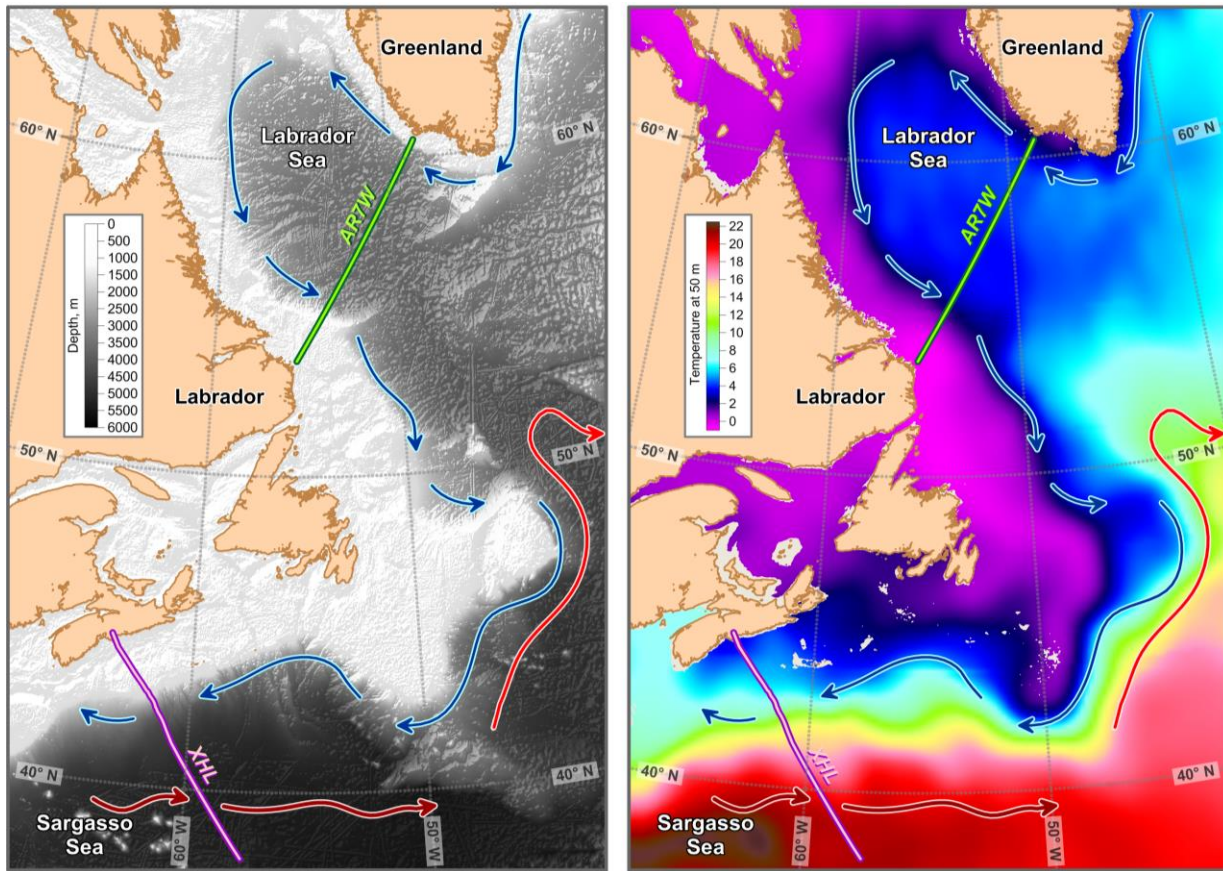 Greenland
60° N
Labrador
Sea
AR7W
Depth, m
0
500
1000
1500
2000
2500
3000
3500
4000
4500
5000
5500
6000
Labrador
50° N
XHL
40° N
Sargasso
Sea
60° W
50° W
60° N
40° N
50° N
60° N
Greenland
60° N
Labrador
Sea
AR7W
Temperature at 50 m
22
20
18
16
14
12
10
8
6
4
2
0
Labrador
50° N
XHL
40° N
Sargasso
Sea
60° W
50° W
60° N
50° N
40° N